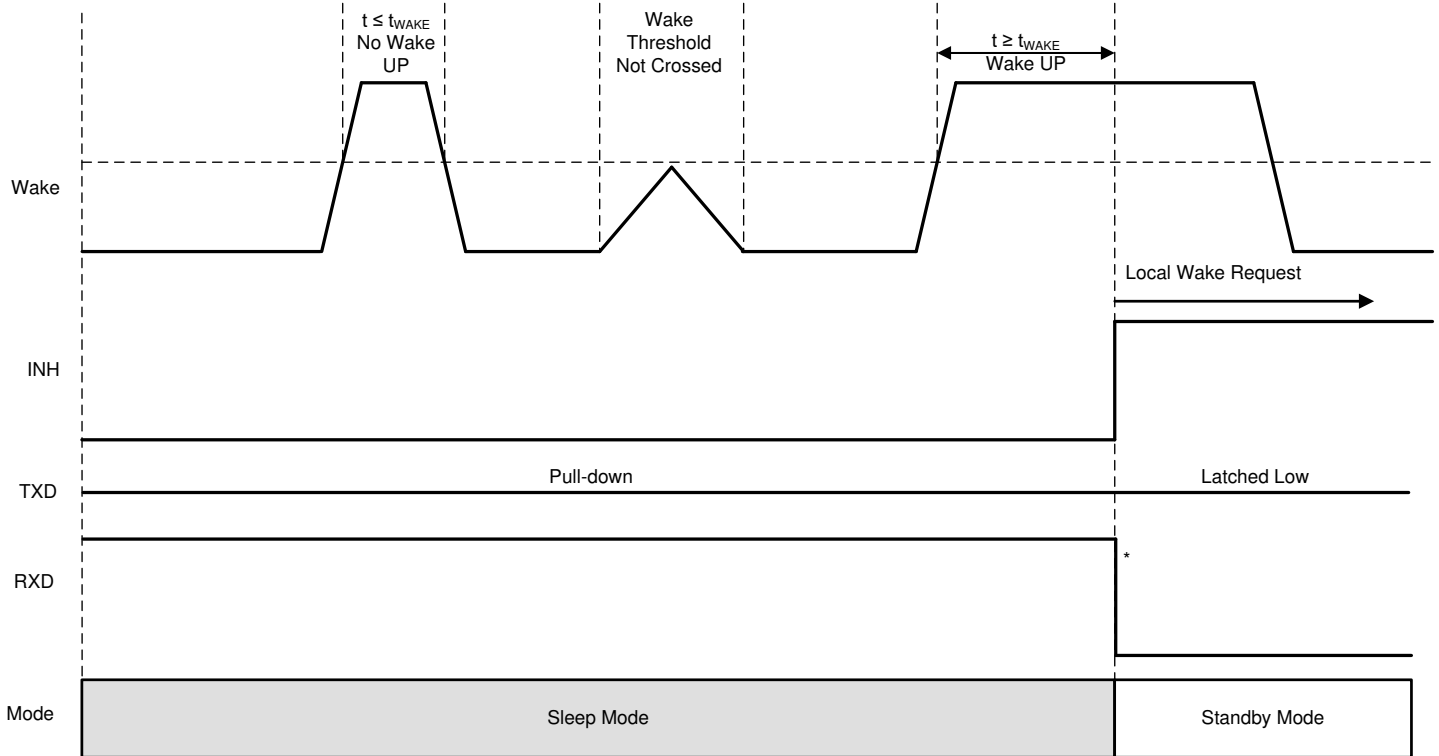 t ≤ tWAKE
No Wake
UP
Wake
Threshold
Not Crossed
t ≥ tWAKE
Wake UP
Wake
Local Wake Request
INH
Pull-down
Latched Low
TXD
*
RXD
Mode
Sleep Mode
Standby Mode